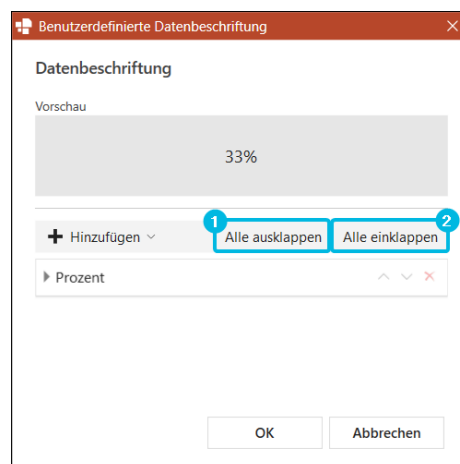 Benutzerdefinierte Datenbeschriftung
Datenbeschriftung
Vorschau
33%
1
2
Hinzufügen
Alle ausklappen
Alle einklappen
Prozent
OK
Abbrechen